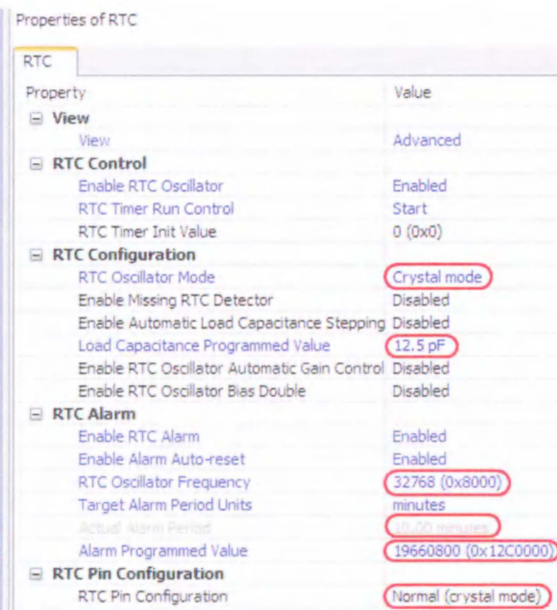 Properties of RTC
RTC
Property Value
View
View Advanced
RTC Control
Enable RTC Oscillator Enabled
RTC Timer Run Control Start
RTC Timer Init Value 0 (0x0)
RTC Configuration
RTC Oscillator Mode Crystal mode
Enable Missing RTC Detector Disabled
Enable Automatic Load Capacitance Stepping Disabled
Load Capacitance Programmed Value 12.5 pF
Enable RTC Oscillator Automatic Gain Control Disabled
Enable RTC Oscillator Bias Double Disabled
RTC Alarm
Enable RTC Alarm Enabled
Enable Alarm Auto-reset Enabled
RTC Oscillator Frequency 32768 (0x8000)
Target Alarm Period Units minutes
Actual Alarm Period 10.00 minutes
Alarm Programmed Value 19660800 (0x12C0000)
RTC Pin Configuration
RTC Pin Configuration Normal (crystal mode)